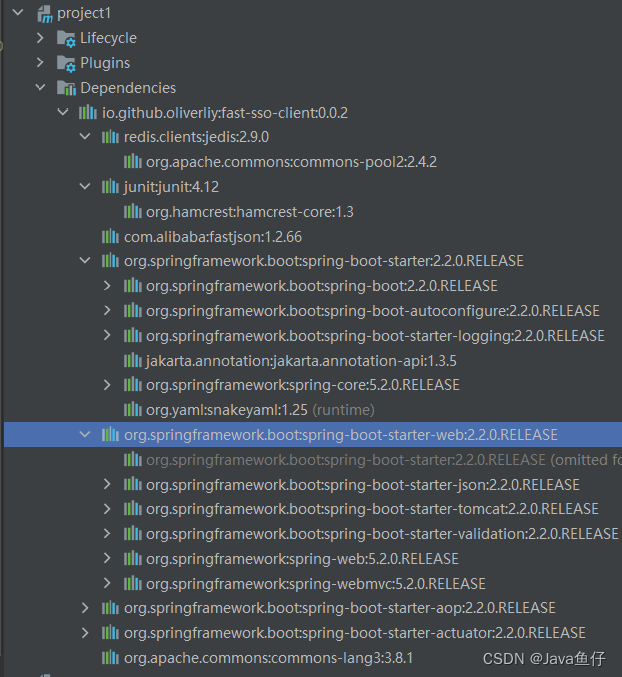 project1
Lifecycle
Plugins
Dependencies
io.github.oliverliy:fast-sso-client:0.0.2
redis.clients:jedis:2.9.0
org.apache.commons:commons-pool2:2.4.2
junit:junit:4.12
org.hamcrest:hamcrest-core:1.3
com.alibaba:fastjson:1.2.66
org.springframework.boot:spring-boot-starter:2.2.0.RELEASE
org.springframework.boot:spring-boot:2.2.0.RELEASE
org.springframework.boot:spring-boot-autoconfigure:2.2.0.RELEASE
org.springframework.boot:spring-boot-starter-logging:2.2.0.RELEASE
jakarta.annotation:jakarta.annotation-api:1.3.5
org.springframework:spring-core:5.2.0.RELEASE
org.yaml:snakeyaml:1.25 (runtime)
org.springframework.boot:spring-boot-starter-web:2.2.0.RELEASE
org.springframework.boot:spring-boot-starter:2.2.0.RELEASE (omitted fo
org.springframework.boot:spring-boot-starter-json:2.2.0.RELEASE
org.springframework.boot:spring-boot-starter-tomcat:2.2.0.RELEASE
org.springframework.boot:spring-boot-starter-validation:2.2.0.RELEASE
org.springframework:spring-web:5.2.0.RELEASE
org.springframework:spring-webmvc:5.2.0.RELEASE
org.springframework.boot:spring-boot-starter-aop:2.2.0.RELEASE
org.springframework.boot:spring-boot-starter-actuator:2.2.0.RELEASE
org.apache.commons:commons-lang3:3.8.1
CSDN @Java鱼仔